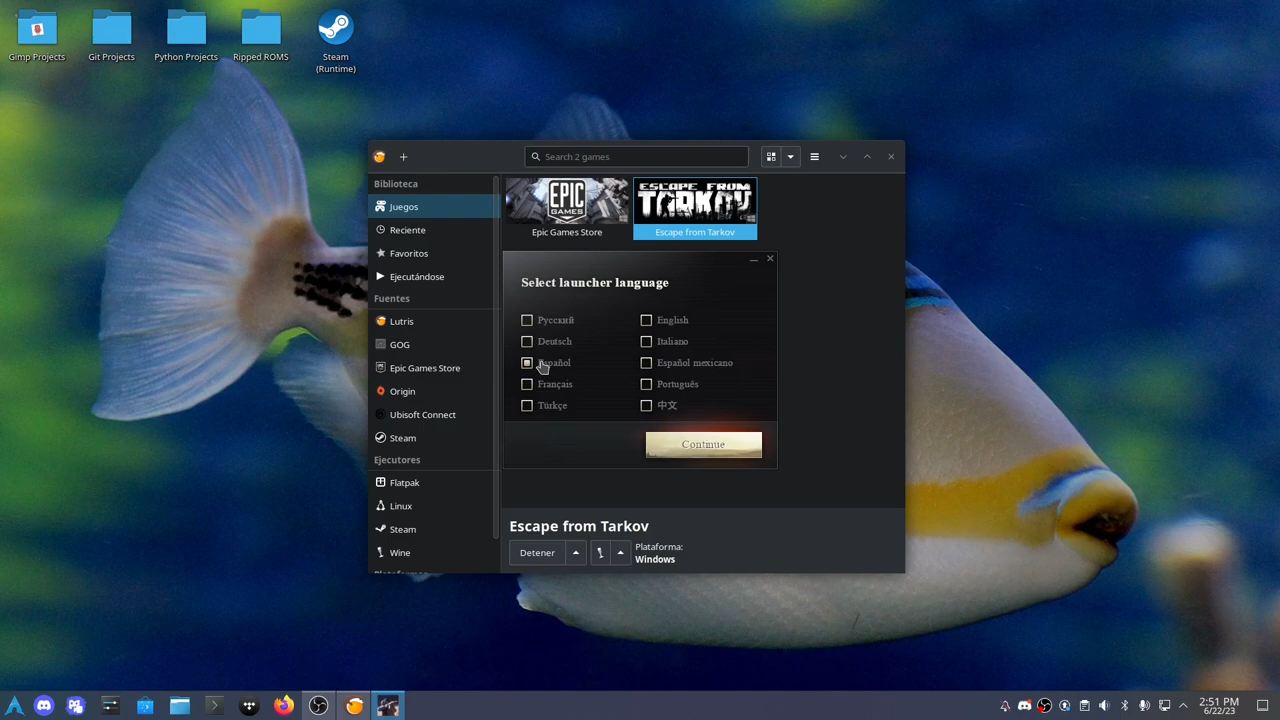 Gimp Projects
Git Projects
Python Projects
Ripped ROMS
Steam
(Runtime)
Search 2 games
Biblioteca
Juegos
Reciente
Favoritos
Ejecutándose
Fuentes
Lutris
GOG
Epic Games Store
Origin
Ubisoft Connect
Steam
Ejecutores
Flatpak
Linux
Steam
Wine
EPIC
GAMES
Epic Games Store
ESCAPE FROM
TARKOV
Escape from Tarkov
Select launcher language
Русский
English
Deutsch
Italiano
Español mexicano
Français
Português
Türkçe
中文
Continue
Escape from Tarkov
Detener
Plataforma:
Windows
2:51 PM
6/22/23